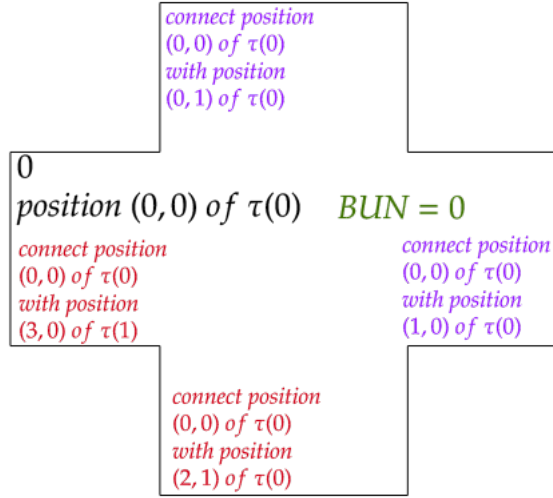 connect position
(0,0) of τ(0)
with position
(0,1) of τ(0)
0
position (0,0) of τ(0)
BUN = 0
connect position
(0,0) of τ(0)
with position
(3,0) of τ(1)
connect position
(0,0) of τ(0)
with position
(1,0) of τ(0)
connect position
(0,0) of τ(0)
with position
(2,1) of τ(0)